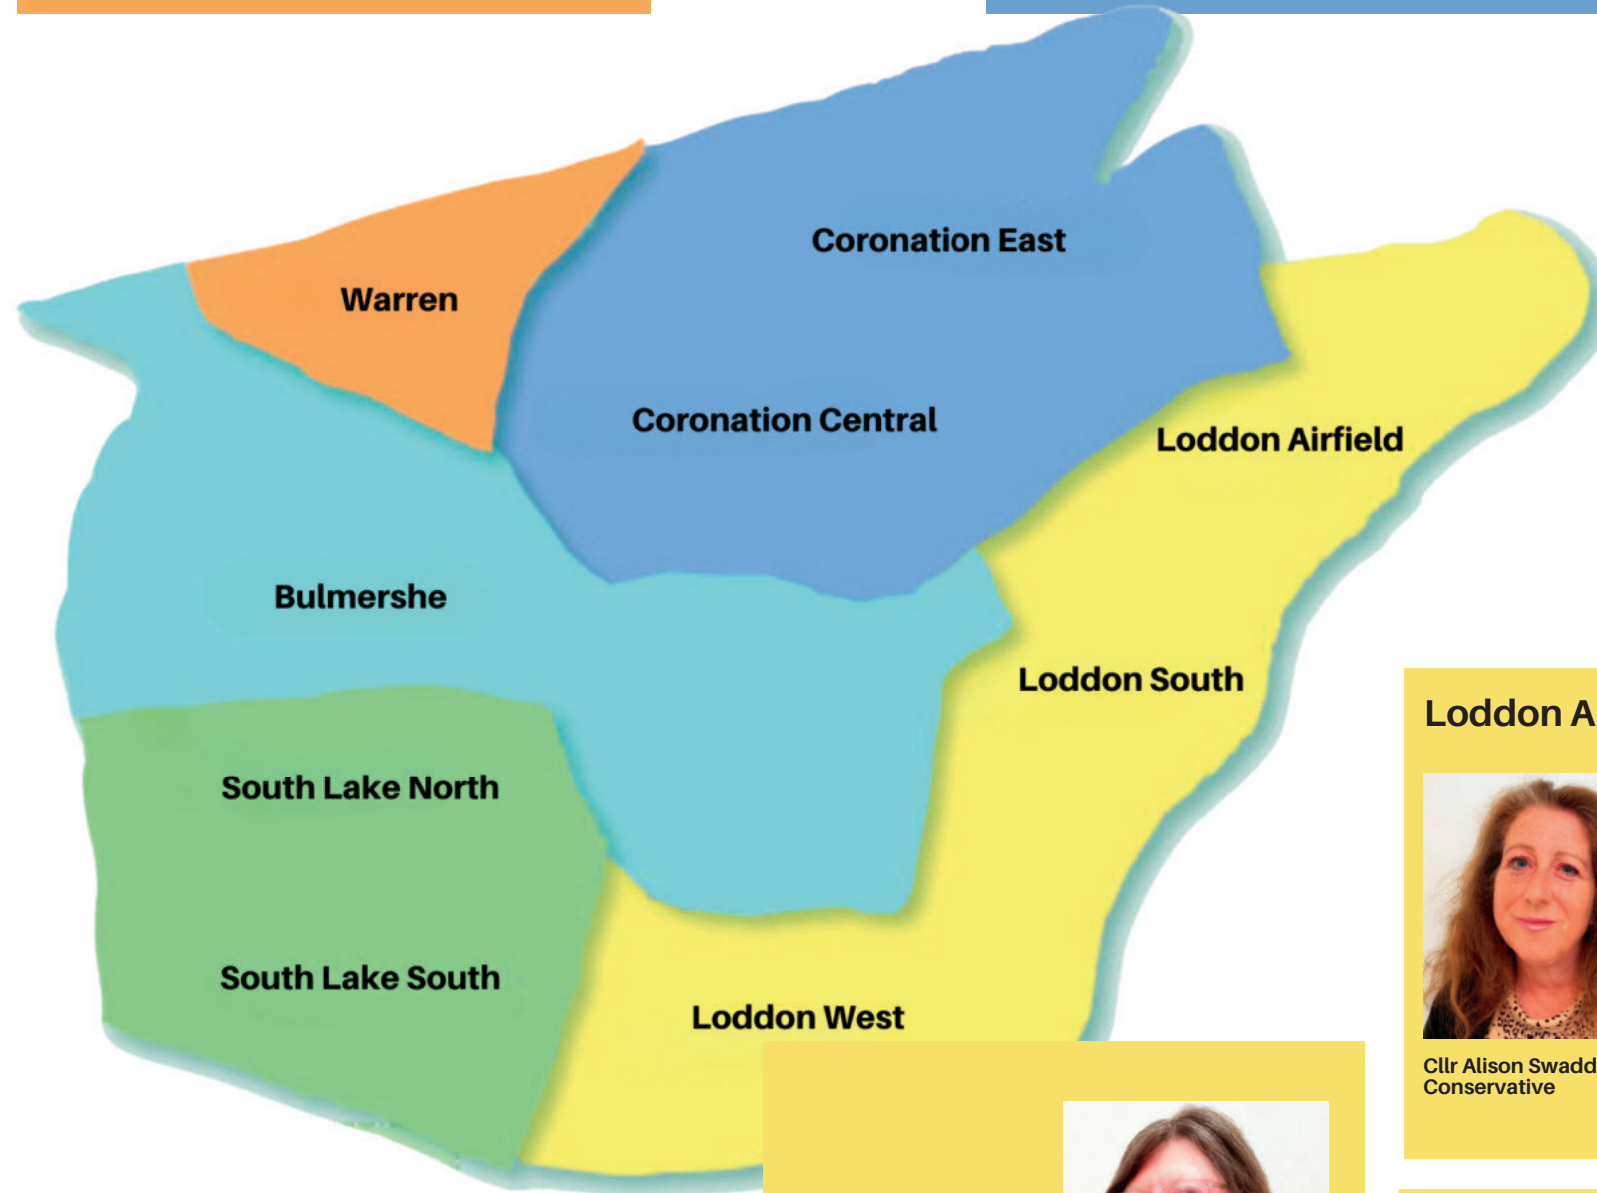 Coronation East
Warren
Coronation Central
Loddon Airfield
Bulmershe
Loddon South
South Lake North
South Lake South
Loddon West
Loddon A
Cllr Alison Swadd
Conservative